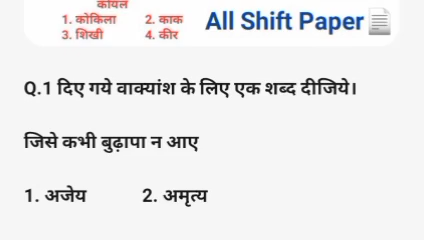 कोयल
1. कोकिला 2. काक
3. शिखी 4. कीर
All Shift Paper
Q.1 दिए गये वाक्यांश के लिए एक शब्द दीजिये।
जिसे कभी बुढ़ापा न आए
1. अजेय 2. अमृत्य